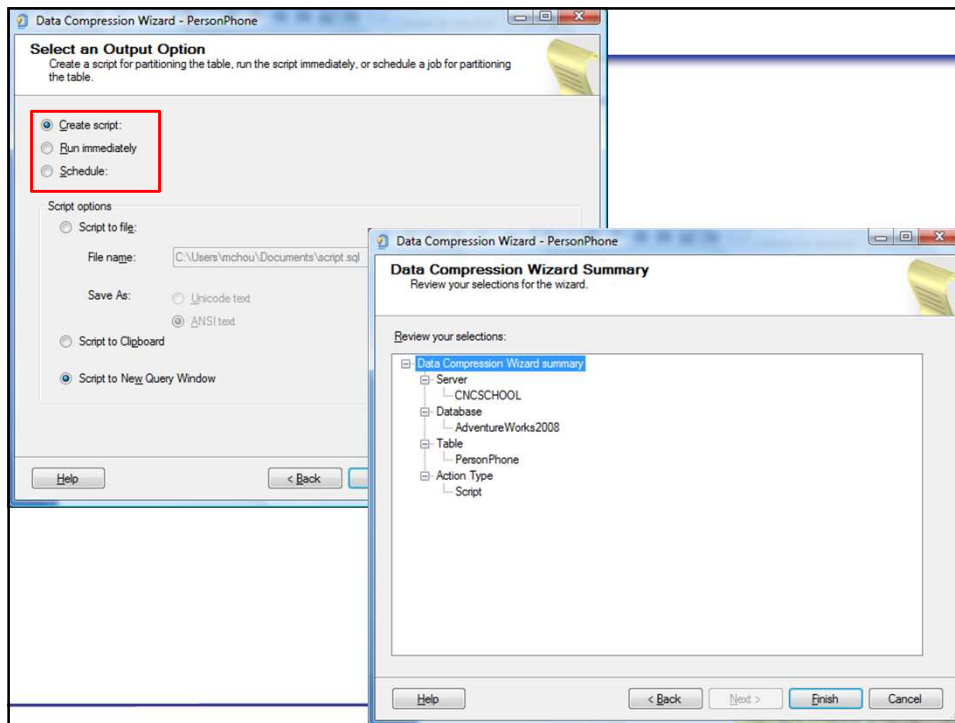 Data Compression Wizard - PersonPhone
Select an Output Option
Create a script for partitioning the table, run the script immediately, or schedule a job for partitioning
the table.
Create script:
Run immediately
Schedule:
Script options
Script to file:
File name:
C:\Users\mchou\Documents\script.sql
Save As:
Unicode text
ANSI text
Script to Clipboard
Script to New Query Window
Help
< Back
Data Compression Wizard - PersonPhone
Data Compression Wizard Summary
Review your selections for the wizard.
Review your selections:
Data Compression Wizard summary
Server
CNCSCHOOL
Database
AdventureWorks2008
Table
PersonPhone
Action Type
Script
Help
< Back
Next >
Finish
Cancel